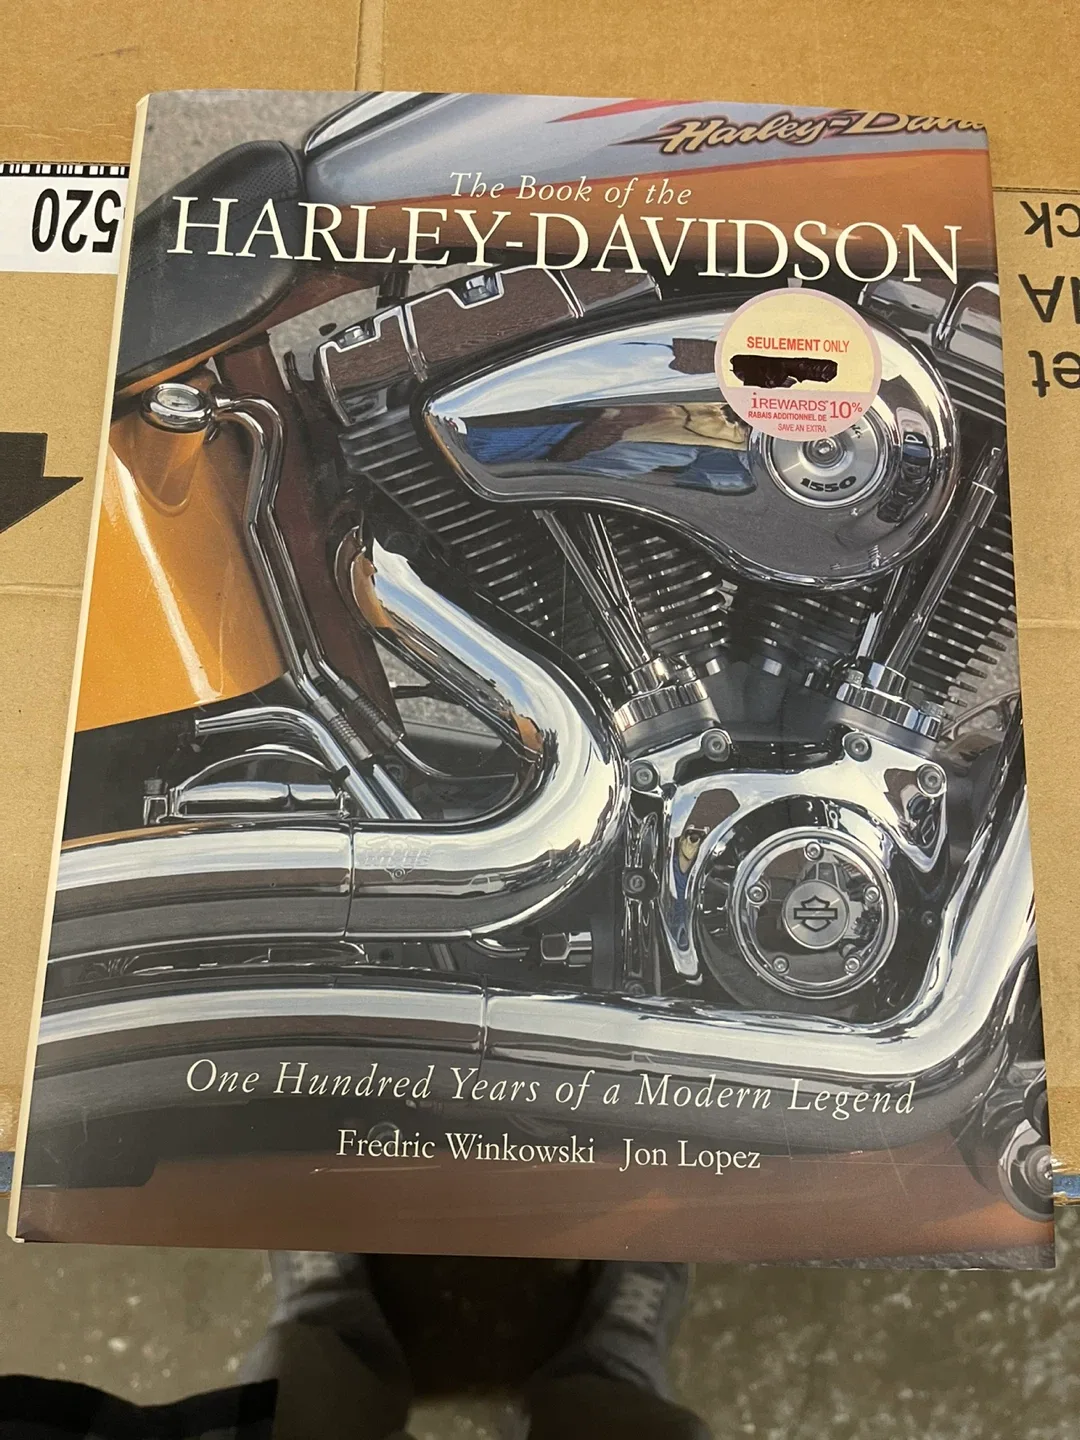 Harley-David
The Book of the
HARLEY-DAVIDSON
520
SEULEMENT ONLY
iREWARDS
RABAIS ADDITIONNEL DE 10%
SAVE AN EXTRA
1550
One Hundred Years of a Modern Legend
Fredric Winkowski Jon Lopez